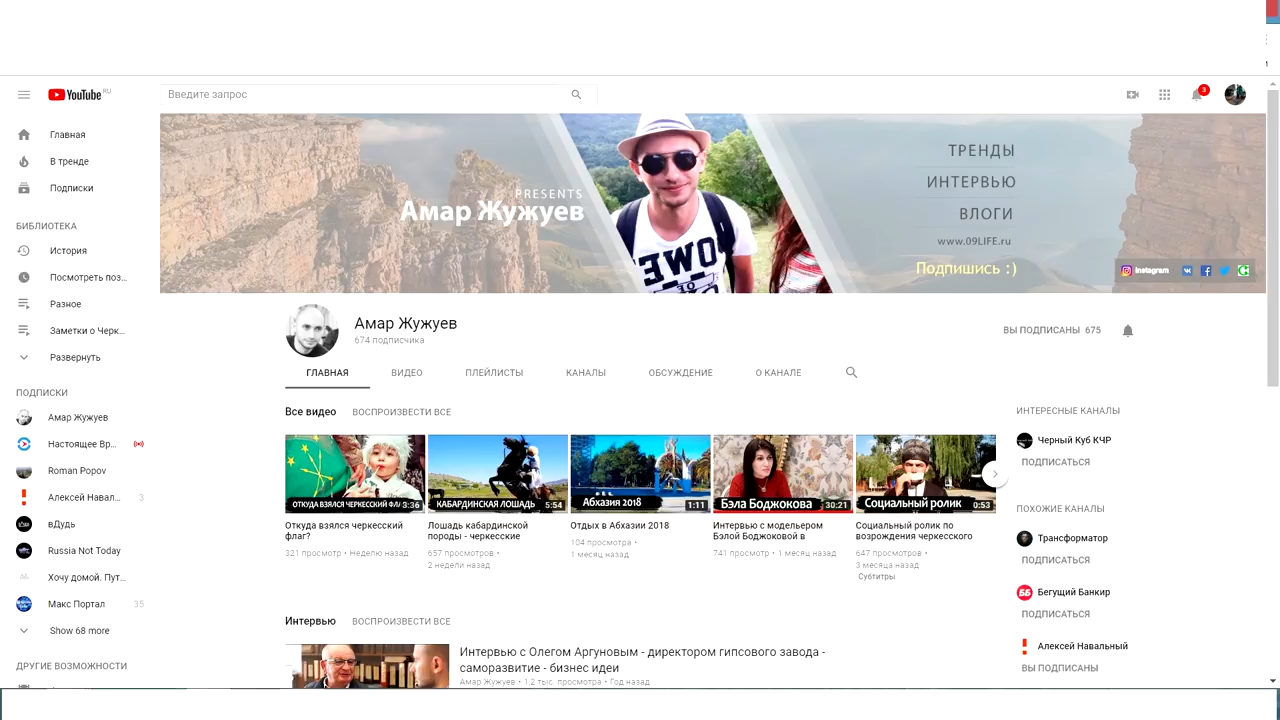 YouTube RU
Введите запрос
3
Главная
В тренде
Подписки
БИБЛИОТЕКА
История
Посмотреть поз...
Разное
Заметки о Черк...
Развернуть
ПОДПИСКИ
Амар Жужуев
Настоящее Вр...
Roman Popov
Алексей Навал... 3
вДудь
Russia Not Today
Хочу домой. Пут...
Макс Портал 35
Show 68 more
ДРУГИЕ ВОЗМОЖНОСТИ
PRESENTS
Амар Жужуев
ТРЕНДЫ
ИНТЕРВЬЮ
ВЛОГИ
www.09LIFE.ru
Подпишись :)
Instagram
Амар Жужуев
674 подписчика
ВЫ ПОДПИСАНЫ 675
ГЛАВНАЯ ВИДЕО ПЛЕЙЛИСТЫ КАНАЛЫ ОБСУЖДЕНИЕ О КАНАЛЕ
Все видео ВОСПРОИЗВЕСТИ ВСЕ
3:36
КАБАРДИНСКАЯ ЛОШАДЬ 5:54
Абхазия 2018 1:11
Бэла Боджокова 30:21
Социальный ролик 0:53
Откуда взялся черкесский
флаг?
321 просмотр • Неделю назад
Лошадь кабардинской
породы - черкесские
657 просмотров •
2 недели назад
Отдых в Абхазии 2018
104 просмотра •
1 месяц назад
Интервью с модельером
Бэлой Боджоковой в
741 просмотр • 1 месяц назад
Социальный ролик по
возрождения черкесского
647 просмотров •
3 месяца назад
Субтитры
Интервью ВОСПРОИЗВЕСТИ ВСЕ
Интервью с Олегом Аргуновым - директором гипсового завода -
саморазвитие - бизнес идеи
Амар Жужуев • 1,2 тыс. просмотра • Год назад
ИНТЕРЕСНЫЕ КАНАЛЫ
Черный Куб КЧР
ПОДПИСАТЬСЯ
ПОХОЖИЕ КАНАЛЫ
Трансформатор
ПОДПИСАТЬСЯ
ББ
Бегущий Банкир
ПОДПИСАТЬСЯ
Алексей Навальный
ВЫ ПОДПИСАНЫ